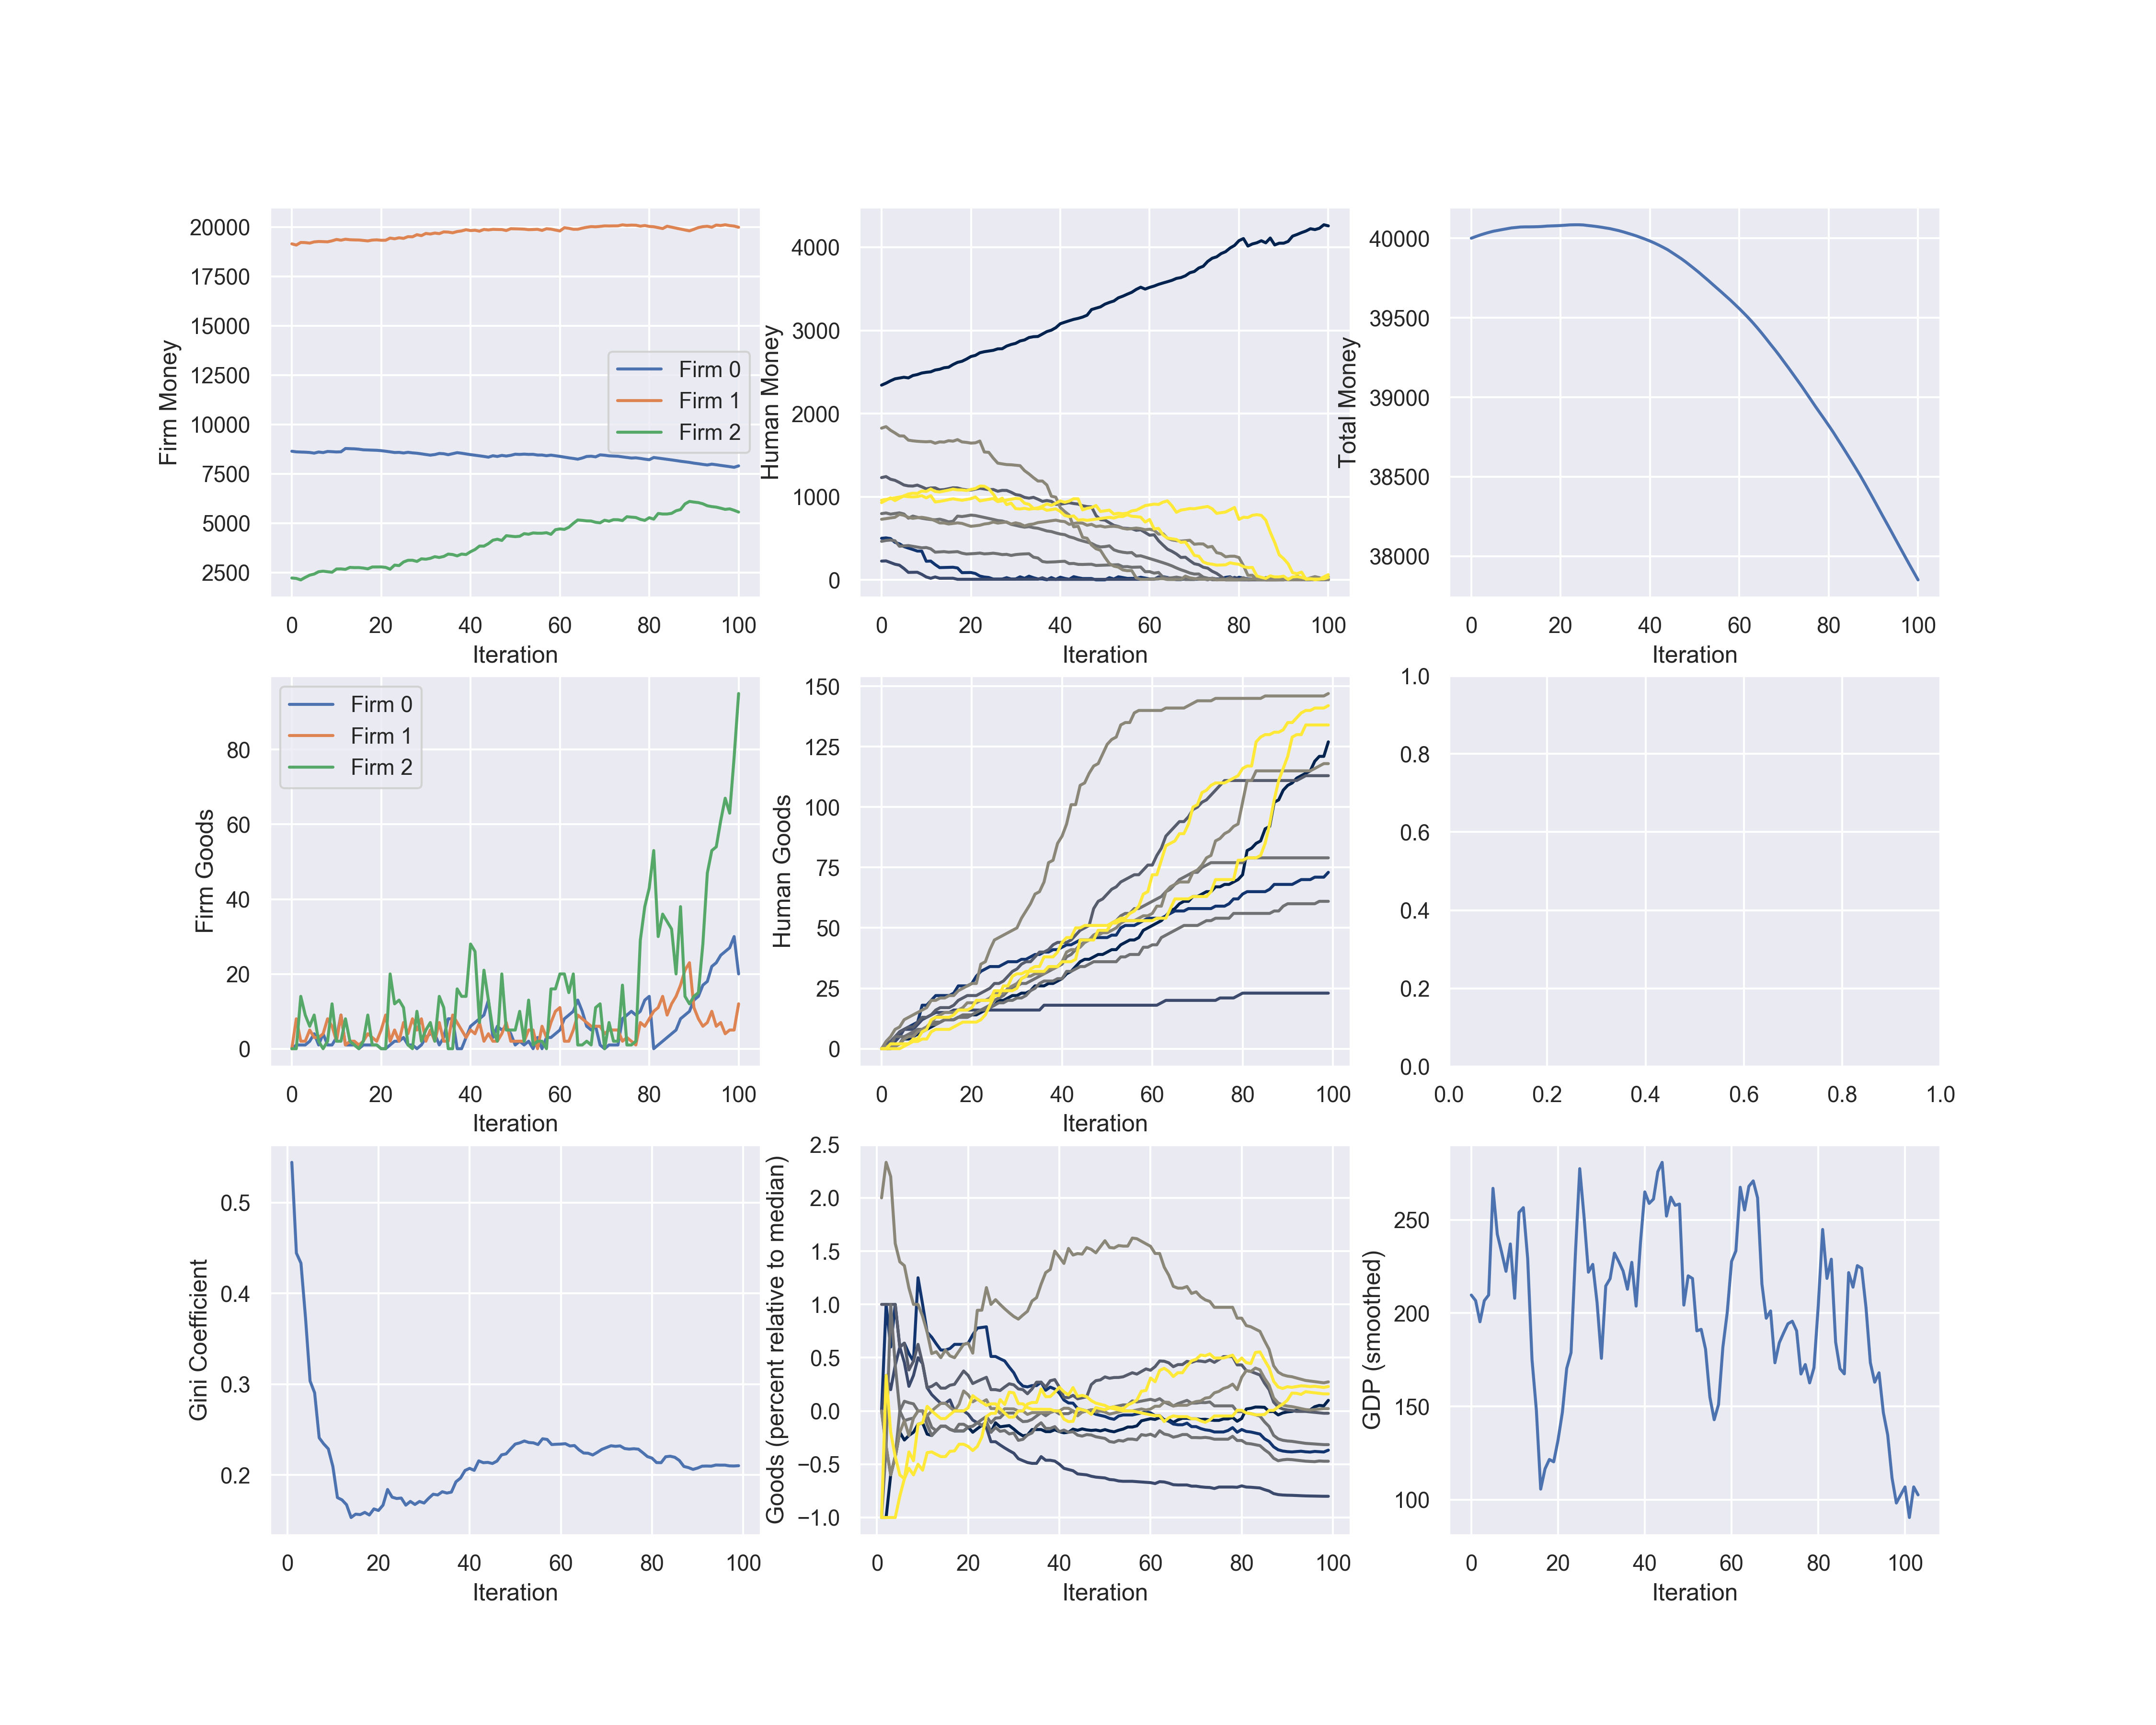 Firm Money
20000
17500
15000
12500
10000
7500
5000
2500
Firm 0
Firm 1
Firm 2
0 20 40 60 80 100
Iteration
Human Money
4000
3000
2000
1000
0
0 20 40 60 80 100
Iteration
Total Money
40000
39500
39000
38500
38000
0 20 40 60 80 100
Iteration
Firm Goods
80
60
40
20
0
Firm 0
Firm 1
Firm 2
0 20 40 60 80 100
Iteration
Human Goods
150
125
100
75
50
25
0
0 20 40 60 80 100
Iteration
1.0
0.8
0.6
0.4
0.2
0.0
0.0 0.2 0.4 0.6 0.8 1.0
Gini Coefficient
0.5
0.4
0.3
0.2
0 20 40 60 80 100
Iteration
Goods (percent relative to median)
2.5
2.0
1.5
1.0
0.5
0.0
−0.5
−1.0
0 20 40 60 80 100
Iteration
GDP (smoothed)
250
200
150
100
0 20 40 60 80 100
Iteration